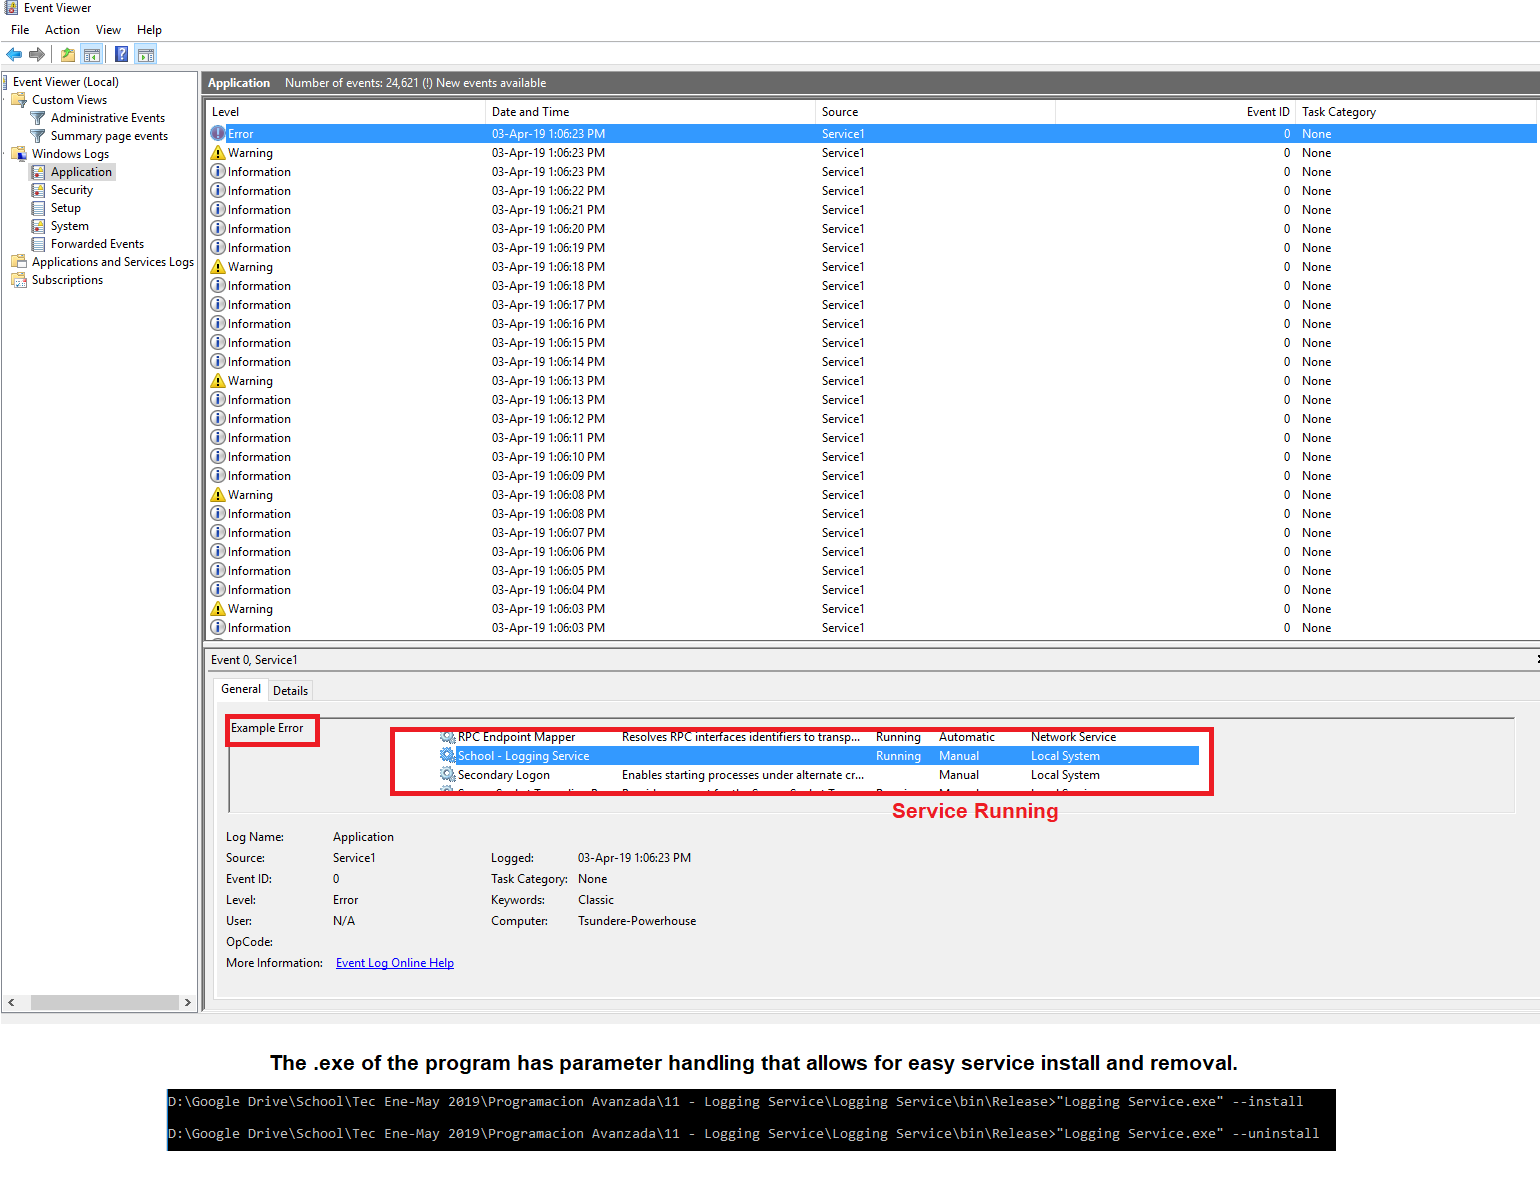 Event Viewer
File Action View Help
Event Viewer (Local)
Custom Views
Administrative Events
Summary page events
Windows Logs
Application
Security
Setup
System
Forwarded Events
Applications and Services Logs
Subscriptions
Application Number of events: 24,621 (!) New events available
Level Date and Time Source Event ID Task Category
Error 03-Apr-19 1:06:23 PM Service1 0 None
Warning 03-Apr-19 1:06:23 PM Service1 0 None
Information 03-Apr-19 1:06:23 PM Service1 0 None
Information 03-Apr-19 1:06:22 PM Service1 0 None
Information 03-Apr-19 1:06:21 PM Service1 0 None
Information 03-Apr-19 1:06:20 PM Service1 0 None
Information 03-Apr-19 1:06:19 PM Service1 0 None
Warning 03-Apr-19 1:06:18 PM Service1 0 None
Information 03-Apr-19 1:06:18 PM Service1 0 None
Information 03-Apr-19 1:06:17 PM Service1 0 None
Information 03-Apr-19 1:06:16 PM Service1 0 None
Information 03-Apr-19 1:06:15 PM Service1 0 None
Information 03-Apr-19 1:06:14 PM Service1 0 None
Warning 03-Apr-19 1:06:13 PM Service1 0 None
Information 03-Apr-19 1:06:13 PM Service1 0 None
Information 03-Apr-19 1:06:12 PM Service1 0 None
Information 03-Apr-19 1:06:11 PM Service1 0 None
Information 03-Apr-19 1:06:10 PM Service1 0 None
Information 03-Apr-19 1:06:09 PM Service1 0 None
Warning 03-Apr-19 1:06:08 PM Service1 0 None
Information 03-Apr-19 1:06:08 PM Service1 0 None
Information 03-Apr-19 1:06:07 PM Service1 0 None
Information 03-Apr-19 1:06:06 PM Service1 0 None
Information 03-Apr-19 1:06:05 PM Service1 0 None
Information 03-Apr-19 1:06:04 PM Service1 0 None
Warning 03-Apr-19 1:06:03 PM Service1 0 None
Information 03-Apr-19 1:06:03 PM Service1 0 None
Event 0, Service1
General Details
Example Error
RPC Endpoint Mapper Resolves RPC interfaces identifiers to transp... Running Automatic Network Service
School - Logging Service Running Manual Local System
Secondary Logon Enables starting processes under alternate cr... Manual Local System
Service Running
Log Name: Application
Source: Service1 Logged: 03-Apr-19 1:06:23 PM
Event ID: 0 Task Category: None
Level: Error Keywords: Classic
User: N/A Computer: Tsundere-Powerhouse
OpCode:
More Information: Event Log Online Help
The .exe of the program has parameter handling that allows for easy service install and removal.
D:\Google Drive\School\Tec Ene-May 2019\Programacion Avanzada\11 - Logging Service\Logging Service\bin\Release>"Logging Service.exe" --install
D:\Google Drive\School\Tec Ene-May 2019\Programacion Avanzada\11 - Logging Service\Logging Service\bin\Release>"Logging Service.exe" --uninstall